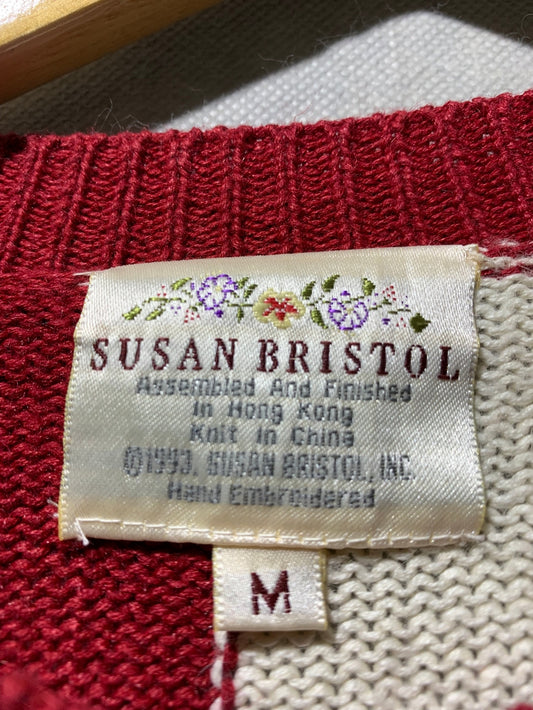 SUSAN BRISTOL
Assembled And Finished
in Hong Kong
Knit in China
©1993, SUSAN BRISTOL, INC.
Hand Embroidered
M